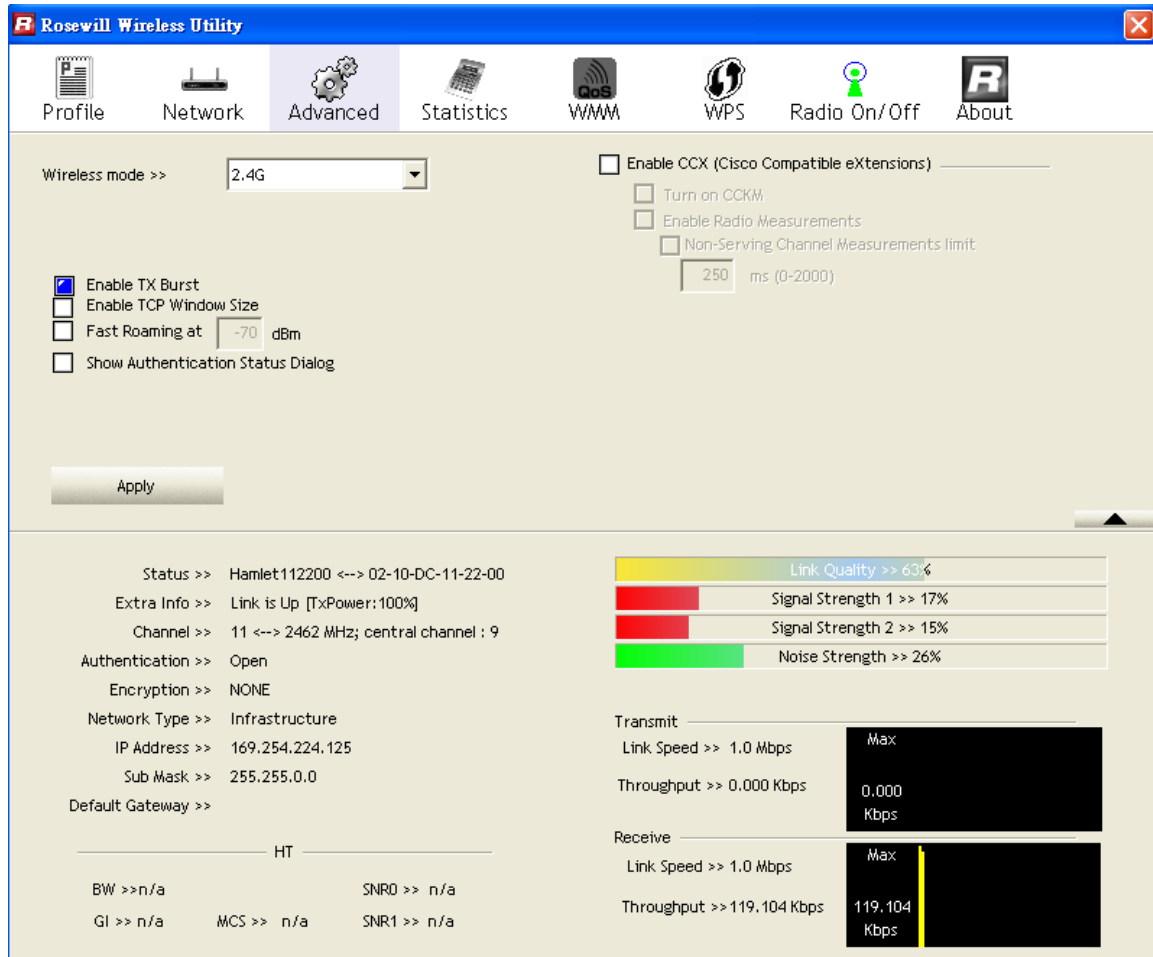 R Rosewill Wireless Utility
Profile
Network
Advanced
Statistics
QoS
WMM
WPS
Radio On/Off
R
About
Wireless mode >> 2.4G
Enable TX Burst
Enable TCP Window Size
Fast Roaming at -70 dBm
Show Authentication Status Dialog
Apply
Enable CCX (Cisco Compatible eXtensions)
Turn on CCKM
Enable Radio Measurements
Non-Serving Channel Measurements limit
250 ms (0-2000)
Status >> Hamlet112200 <--> 02-10-DC-11-22-00
Extra Info >> Link is Up [TxPower:100%]
Channel >> 11 <--> 2462 MHz; central channel : 9
Authentication >> Open
Encryption >> NONE
Network Type >> Infrastructure
IP Address >> 169.254.224.125
Sub Mask >> 255.255.0.0
Default Gateway >>
HT
BW >>n/a SNR0 >> n/a
GI >> n/a MCS >> n/a SNR1 >> n/a
Link Quality >> 63%
Signal Strength 1 >> 17%
Signal Strength 2 >> 15%
Noise Strength >> 26%
Transmit
Link Speed >> 1.0 Mbps
Throughput >> 0.000 Kbps
Max
0.000
Kbps
Receive
Link Speed >> 1.0 Mbps
Throughput >>119.104 Kbps
Max
119.104
Kbps